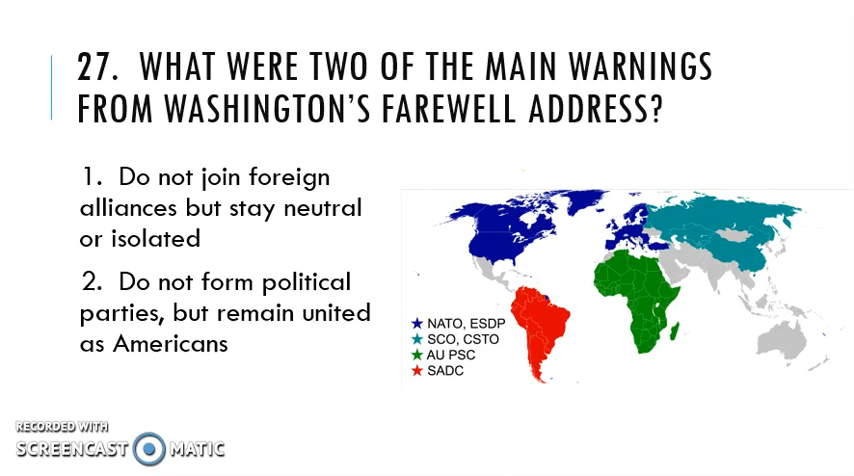 27.  WHAT WERE TWO OF THE MAIN WARNINGS
FROM WASHINGTON'S FAREWELL ADDRESS?
1.  Do not join foreign
alliances but stay neutral
or isolated
2.  Do not form political
parties, but remain united
as Americans
NATO, ESDP
SCO, CSTO
AU PSC
SADC
RECORDED WITH
SCREENCAST MATIC